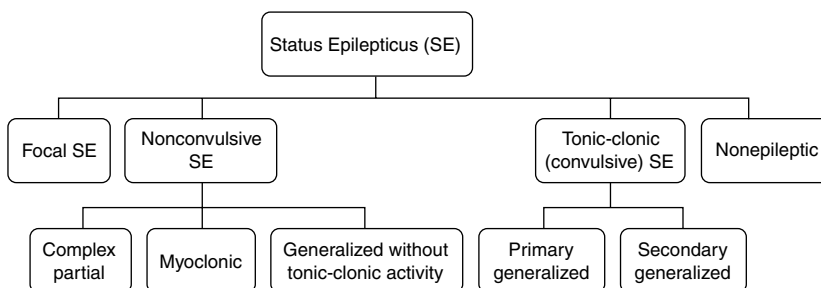 Status Epilepticus (SE)
Focal SE
Nonconvulsive
SE
Tonic-clonic
(convulsive) SE
Nonepileptic
Complex
partial
Myoclonic
Generalized without
tonic-clonic activity
Primary
generalized
Secondary
generalized